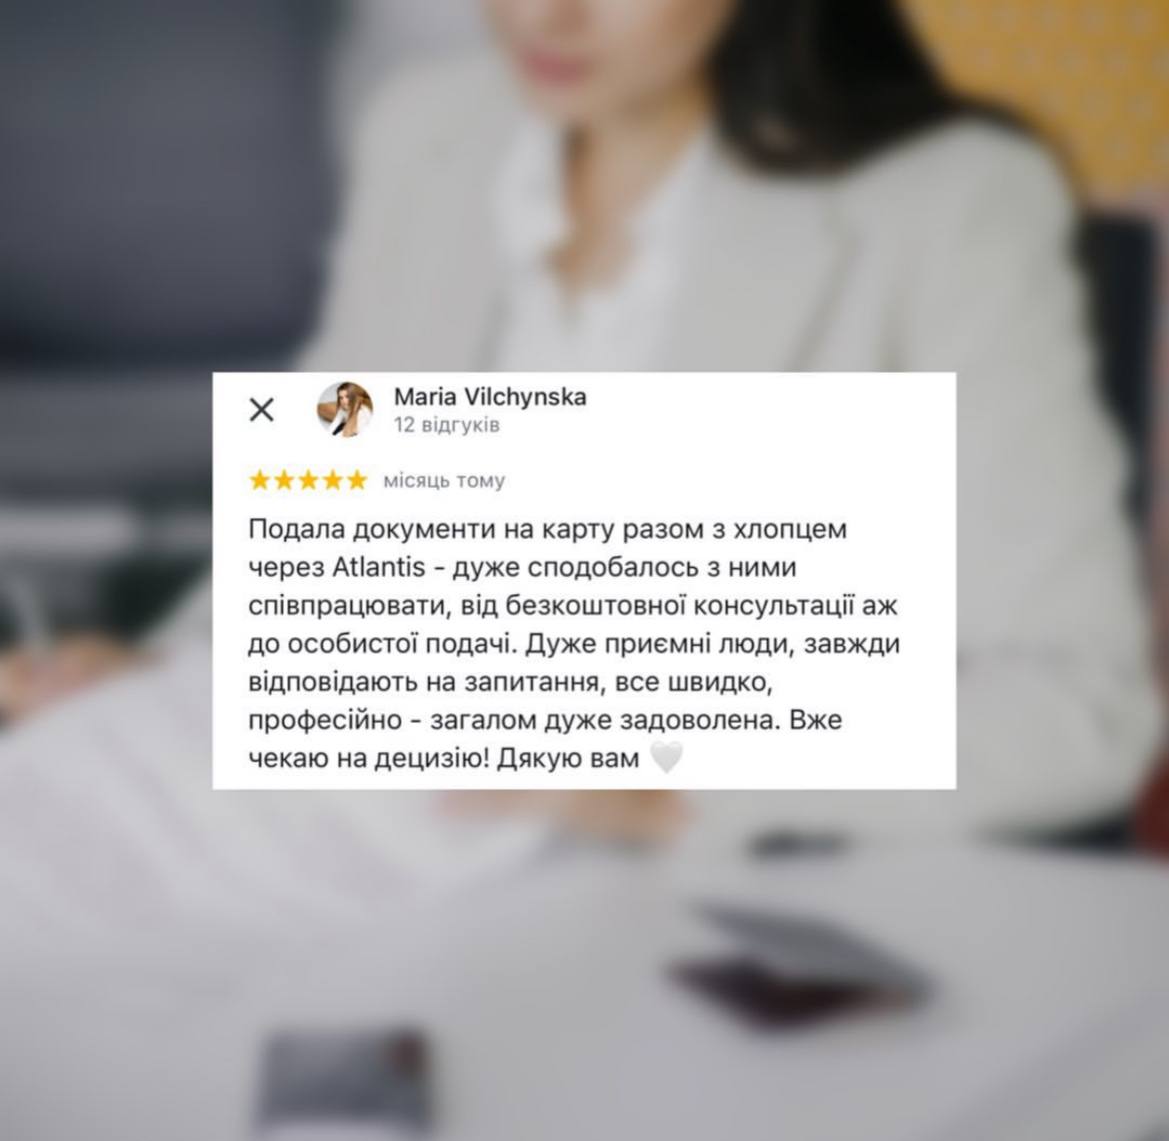 Maria Vilchynska
12 відгуків
місяць тому
Подала документи на карту разом з хлопцем
через Atlantis - дуже сподобалось з ними
співпрацювати, від безкоштовної консультації аж
до особистої подачі. Дуже приємні люди, завжди
відповідають на запитання, все швидко,
професійно - загалом дуже задоволена. Вже
чекаю на децизію! Дякую вам 🤍